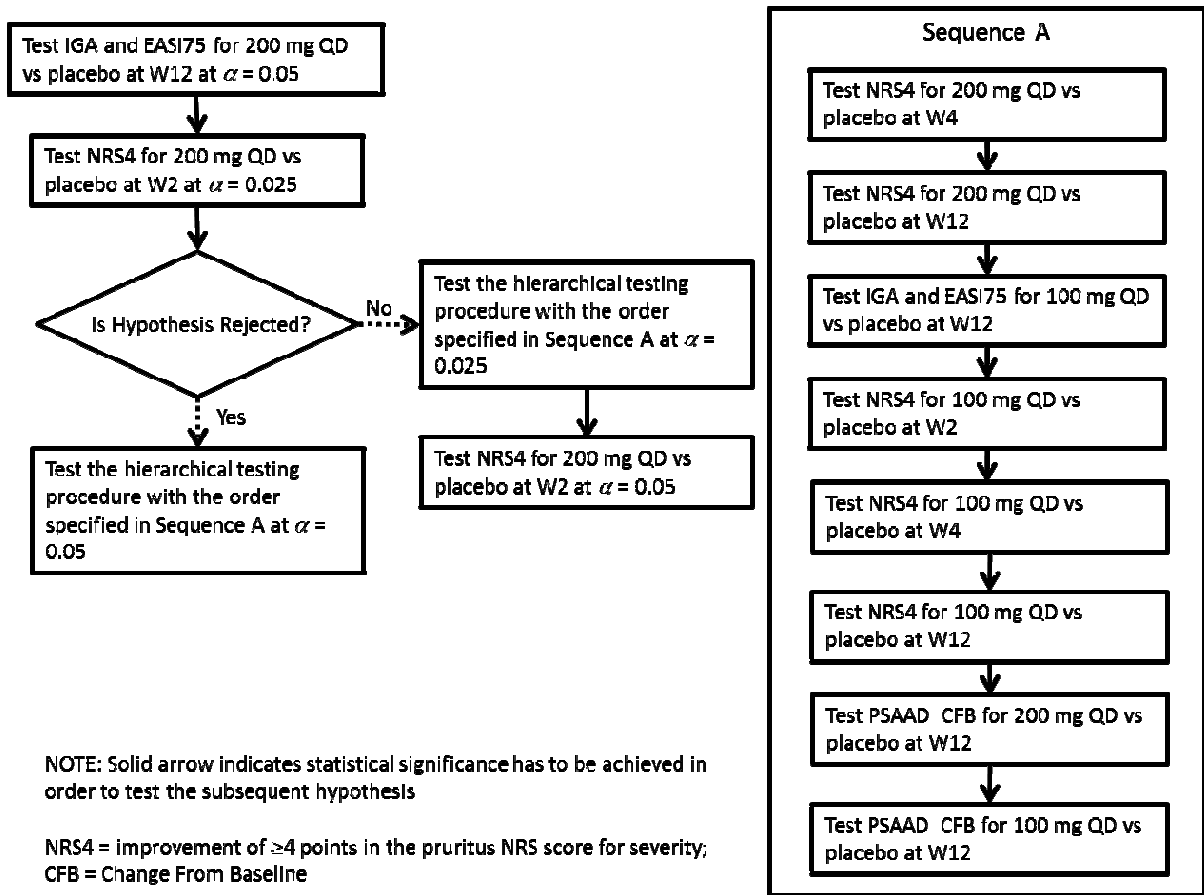 Test IGA and EASI75 for 200 mg QD
vs placebo at W12 at α = 0.05
Test NRS4 for 200 mg QD vs
placebo at W2 at α = 0.025
Is Hypothesis Rejected?
No
Yes
Test the hierarchical testing
procedure with the order
specified in Sequence A at α =
0.025
Test NRS4 for 200 mg QD vs
placebo at W2 at α = 0.05
Test the hierarchical testing
procedure with the order
specified in Sequence A at α =
0.05
NOTE: Solid arrow indicates statistical significance has to be achieved in
order to test the subsequent hypothesis
NRS4 = improvement of ≥4 points in the pruritus NRS score for severity;
CFB = Change From Baseline
Sequence A
Test NRS4 for 200 mg QD vs
placebo at W4
Test NRS4 for 200 mg QD vs
placebo at W12
Test IGA and EASI75 for 100 mg QD
vs placebo at W12
Test NRS4 for 100 mg QD vs
placebo at W2
Test NRS4 for 100 mg QD vs
placebo at W4
Test NRS4 for 100 mg QD vs
placebo at W12
Test PSAAD CFB for 200 mg QD vs
placebo at W12
Test PSAAD CFB for 100 mg QD vs
placebo at W12